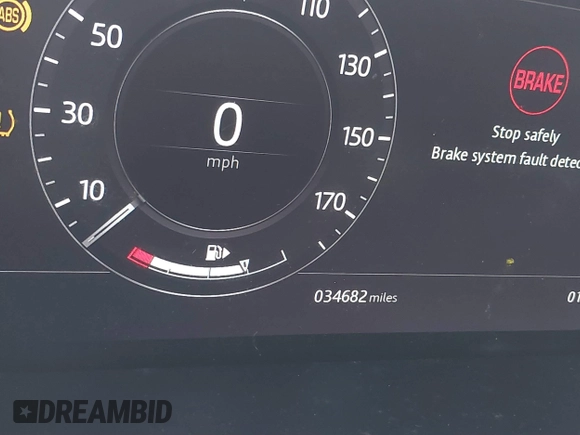 ABS
50
110
130
BRAKE
30
0
150
Stop safely
mph
Brake system fault detec
10
170
034682 miles
01
DREAMBID